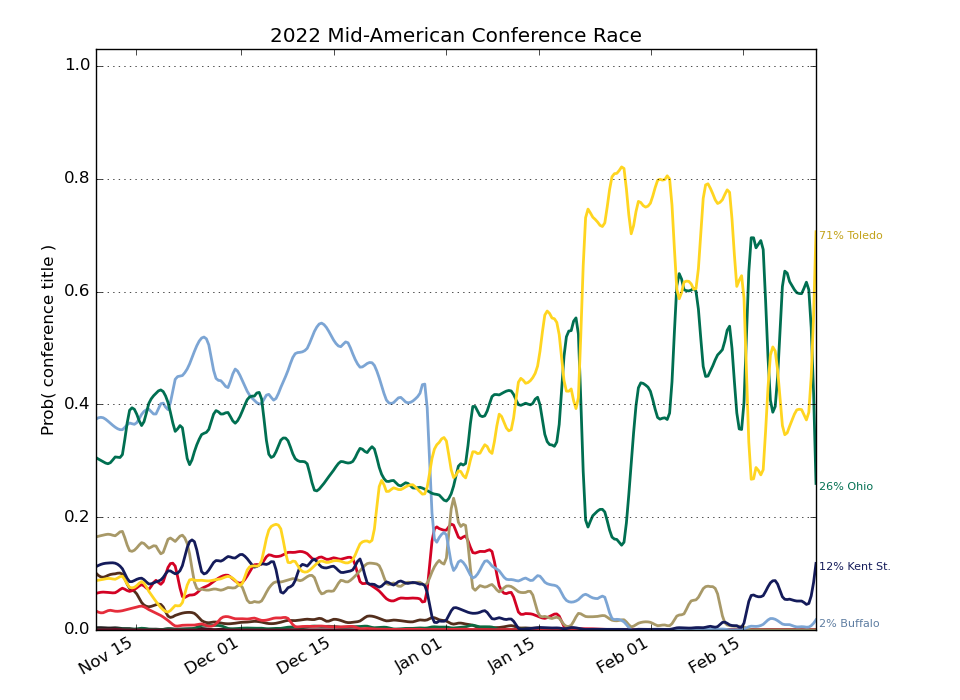 2022 Mid-American Conference Race
1.0
0.8
0.6
0.4
0.2
0.0
Prob( conference title )
71% Toledo
26% Ohio
12% Kent St.
2% Buffalo
Nov 15
Dec 01
Dec 15
Jan 01
Jan 15
Feb 01
Feb 15